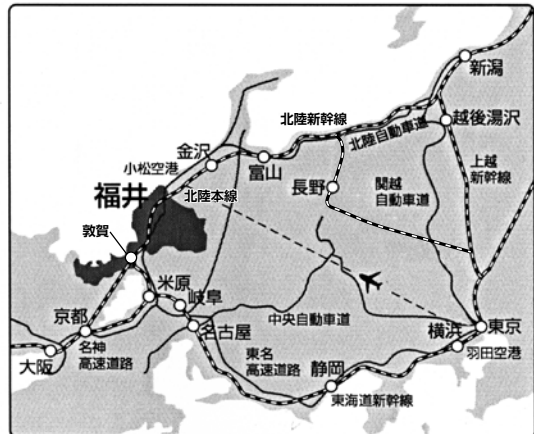 新潟
越後湯沢
北陸新幹線
北陸自動車道
金沢
小松空港
富山
上越
新幹線
関越
自動車道
長野
福井
北陸本線
敦賀
米原
岐阜
京都
名神
高速道路
大阪
名古屋
中央自動車道
東名
高速道路
静岡
東海道新幹線
横浜
東京
羽田空港